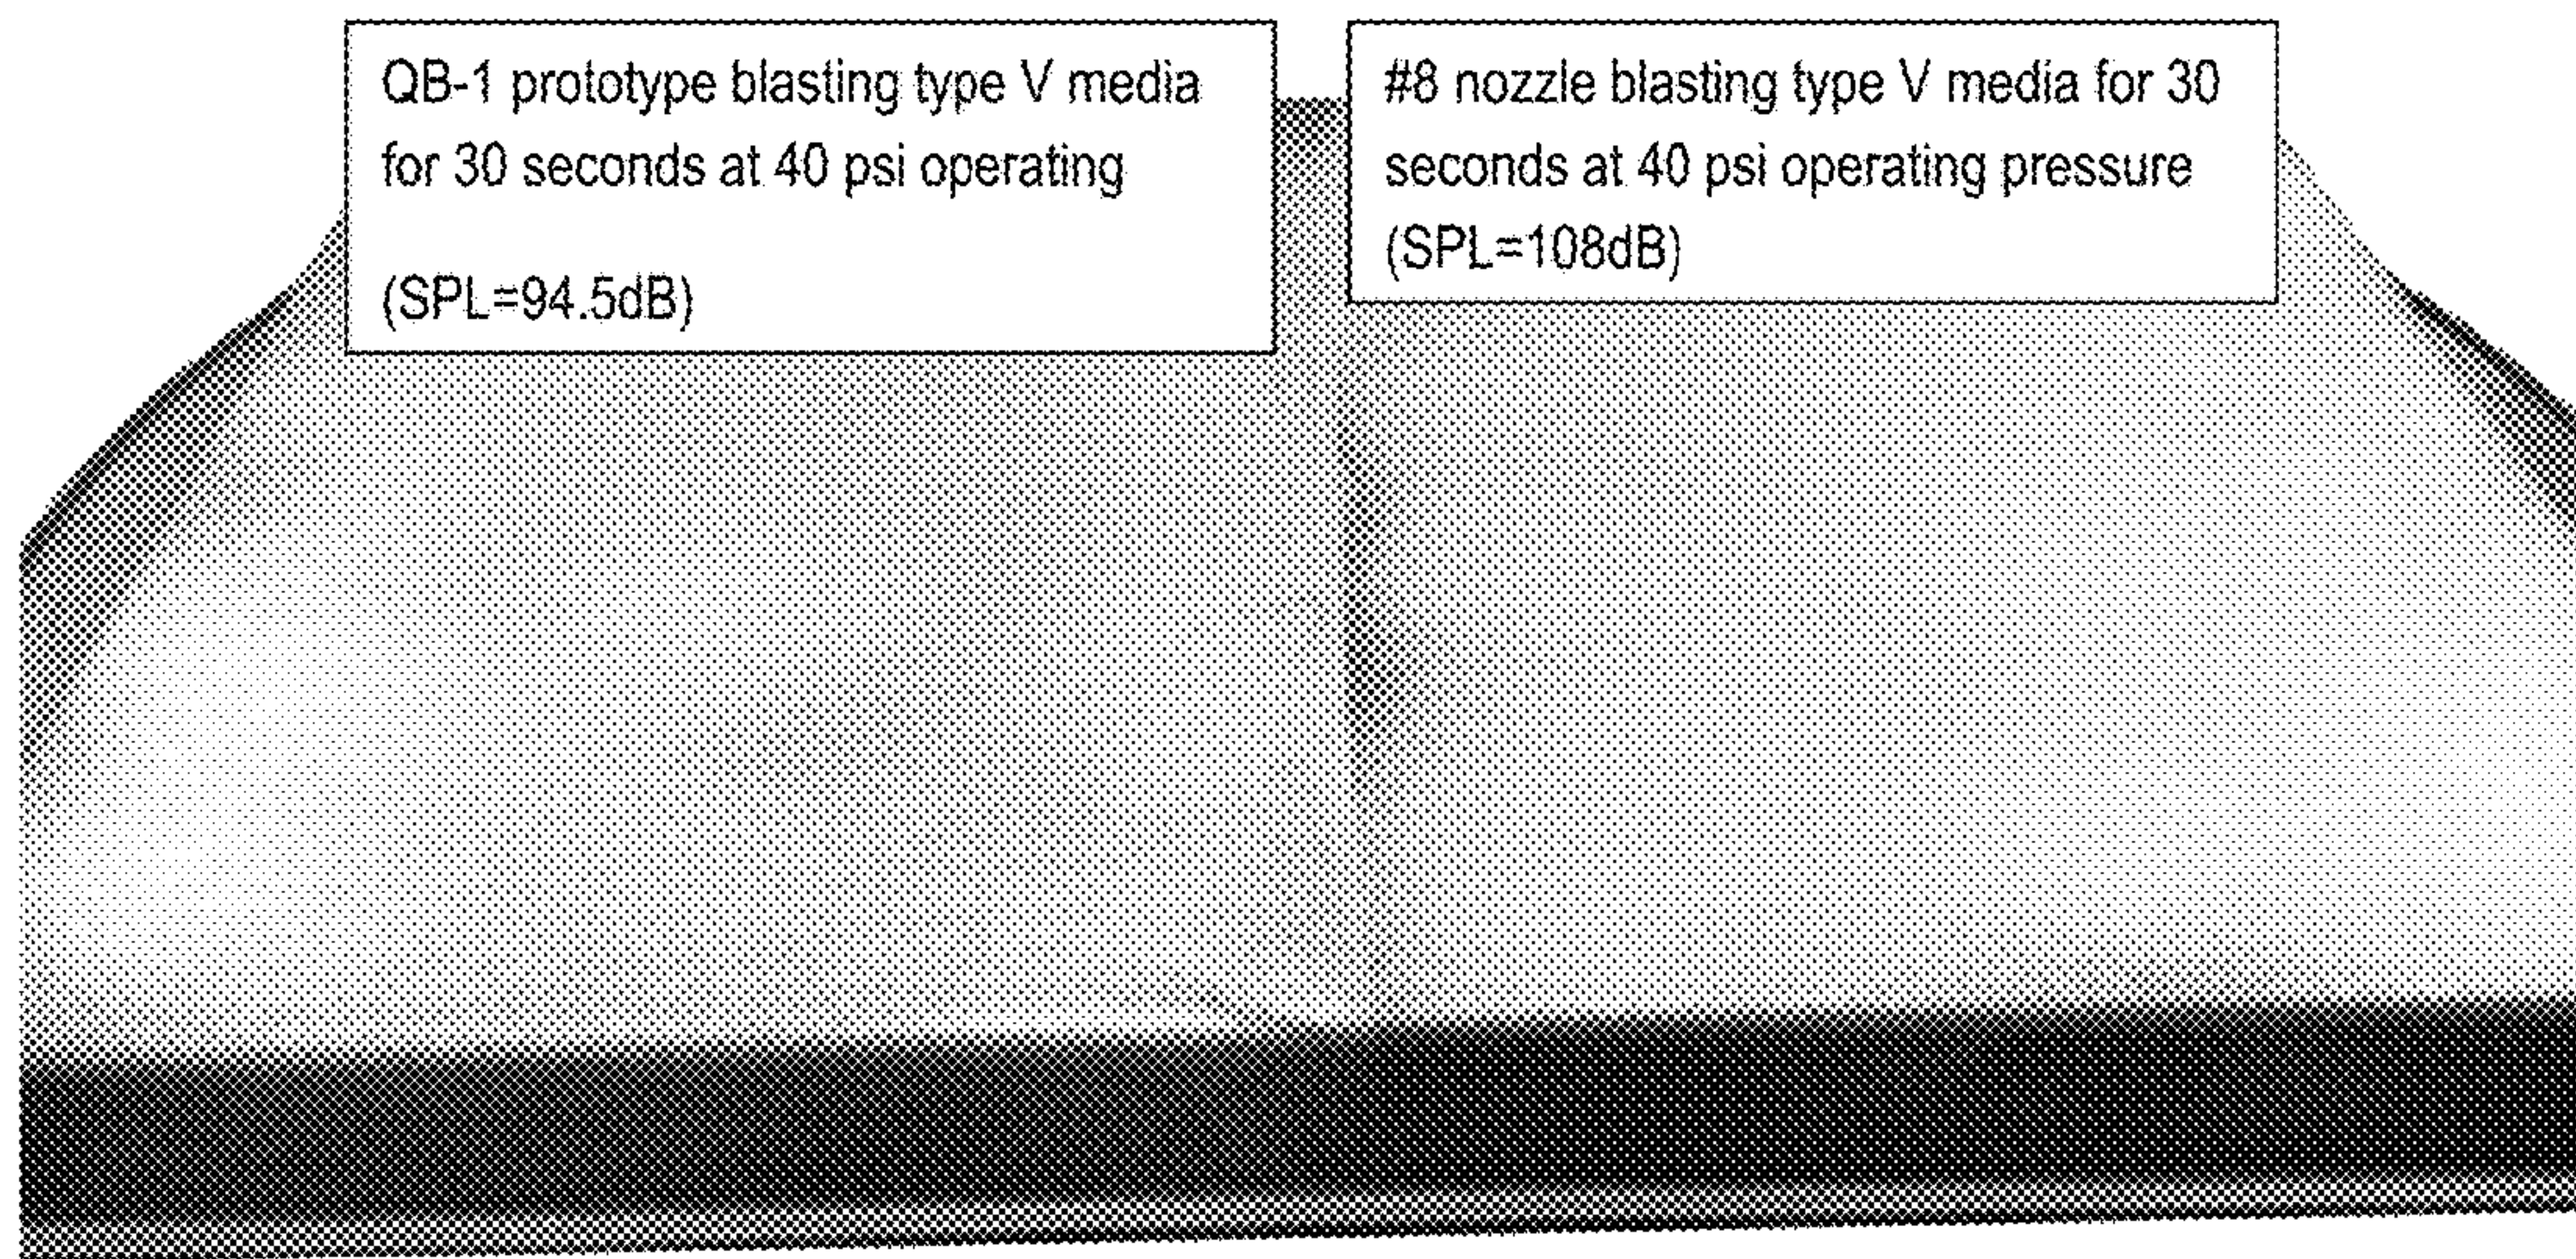 QB-1 prototype blasting type V media
for 30 seconds at 40 psi operating
(SPL=94.5dB)
#8 nozzle blasting type V media for 30
seconds at 40 psi operating pressure
(SPL=108dB)